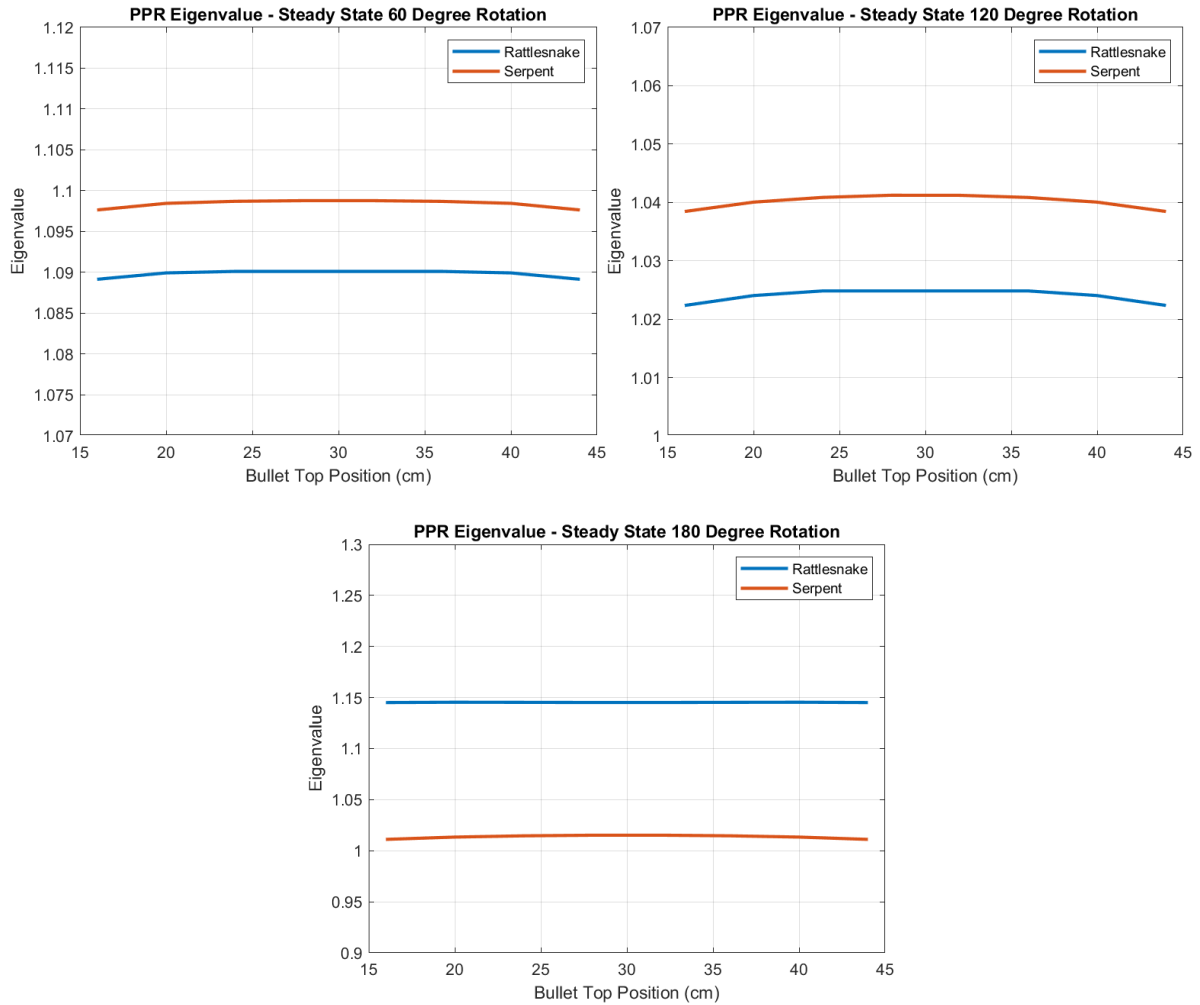 PPR Eigenvalue - Steady State 60 Degree Rotation
1.12
1.115
1.11
1.105
1.1
1.095
1.09
1.085
1.08
1.075
1.07
Eigenvalue
Rattlesnake
Serpent
15 20 25 30 35 40 45
Bullet Top Position (cm)
PPR Eigenvalue - Steady State 120 Degree Rotation
1.07
1.06
1.05
1.04
1.03
1.02
1.01
1
Eigenvalue
Rattlesnake
Serpent
15 20 25 30 35 40 45
Bullet Top Position (cm)
PPR Eigenvalue - Steady State 180 Degree Rotation
1.3
1.25
1.2
1.15
1.1
1.05
1
0.95
0.9
Eigenvalue
Rattlesnake
Serpent
15 20 25 30 35 40 45
Bullet Top Position (cm)